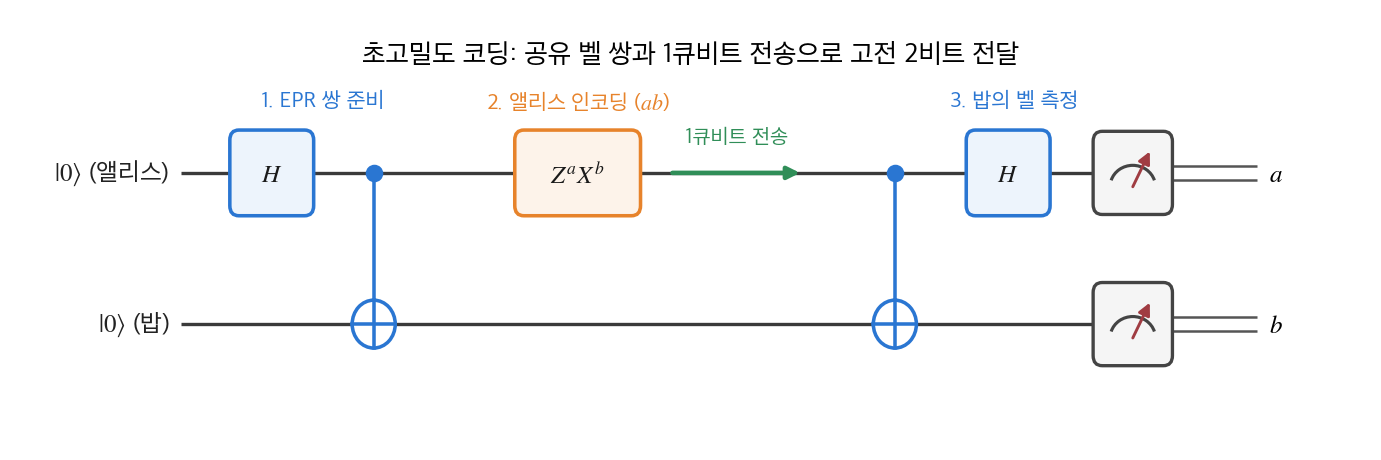 초고밀도 코딩: 공유 벨 쌍과 1큐비트 전송으로 고전 2비트 전달
1. EPR 쌍 준비
2. 앨리스 인코딩 (ab)
3. 밥의 벨 측정
1큐비트 전송
|0⟩ (앨리스)
H
ZᵃXᵇ
H
a
|0⟩ (밥)
b